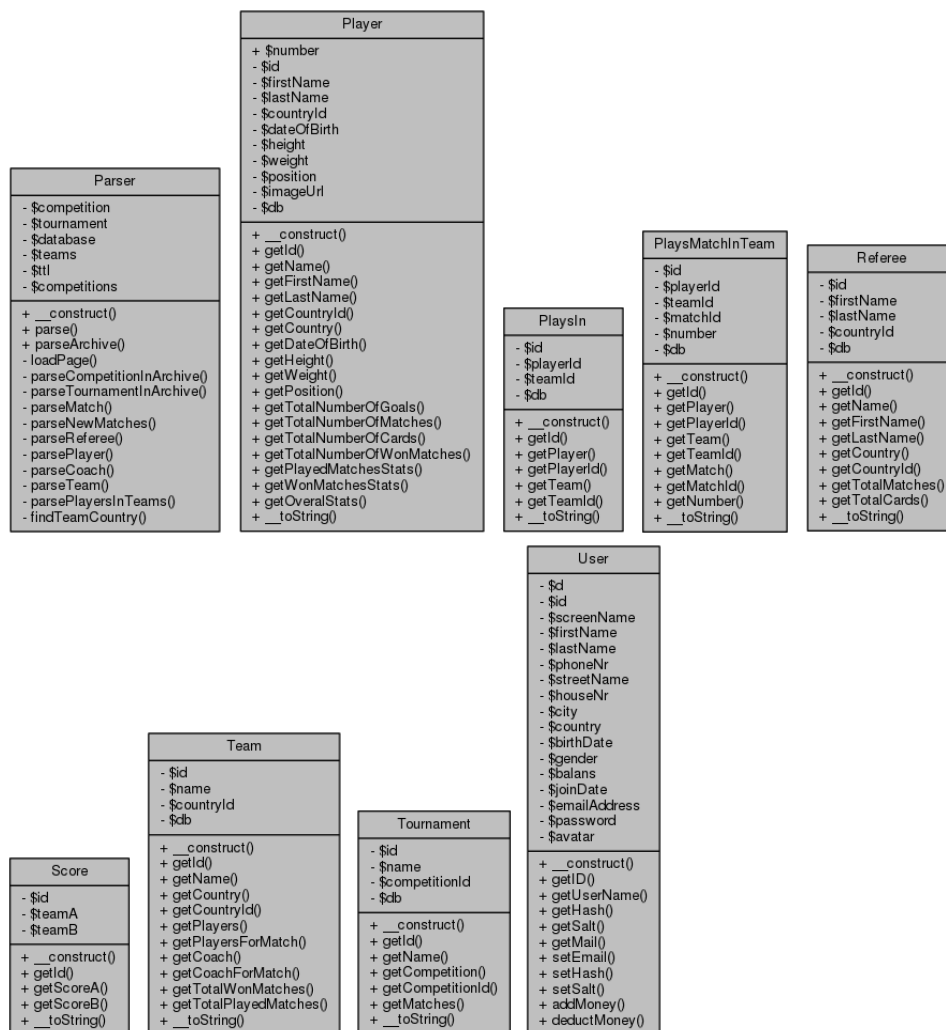 Player
+ $number
- $id
- $firstName
- $lastName
- $countryId
- $dateOfBirth
- $height
- $weight
- $position
- $imageUrl
- $db
+ __construct()
+ getId()
+ getName()
+ getFirstName()
+ getLastName()
+ getCountryId()
+ getCountry()
+ getDateOfBirth()
+ getHeight()
+ getWeight()
+ getPosition()
+ getTotalNumberOfGoals()
+ getTotalNumberOfMatches()
+ getTotalNumberOfCards()
+ getTotalNumberOfWonMatches()
+ getPlayedMatchesStats()
+ getWonMatchesStats()
+ getOveralStats()
+ __toString()
Parser
- $competition
- $tournament
- $database
- $teams
- $ttl
- $competitions
+ __construct()
+ parse()
+ parseArchive()
- loadPage()
- parseCompetitionInArchive()
- parseTournamentInArchive()
- parseMatch()
- parseNewMatches()
- parseReferee()
- parsePlayer()
- parseCoach()
- parseTeam()
- parsePlayersInTeams()
- findTeamCountry()
PlaysIn
- $id
- $playerId
- $teamId
- $db
+ __construct()
+ getId()
+ getPlayer()
+ getPlayerId()
+ getTeam()
+ getTeamId()
+ __toString()
PlaysMatchInTeam
- $id
- $playerId
- $teamId
- $matchId
- $number
- $db
+ __construct()
+ getId()
+ getPlayer()
+ getPlayerId()
+ getTeam()
+ getTeamId()
+ getMatch()
+ getMatchId()
+ getNumber()
+ __toString()
Referee
- $id
- $firstName
- $lastName
- $countryId
- $db
+ __construct()
+ getId()
+ getName()
+ getFirstName()
+ getLastName()
+ getCountry()
+ getCountryId()
+ getTotalMatches()
+ getTotalCards()
+ __toString()
Score
- $id
- $teamA
- $teamB
+ __construct()
+ getId()
+ getScoreA()
+ getScoreB()
+ __toString()
Team
- $id
- $name
- $countryId
- $db
+ __construct()
+ getId()
+ getName()
+ getCountry()
+ getCountryId()
+ getPlayers()
+ getPlayersForMatch()
+ getCoach()
+ getCoachForMatch()
+ getTotalWonMatches()
+ getTotalPlayedMatches()
+ __toString()
Tournament
- $id
- $name
- $competitionId
- $db
+ __construct()
+ getId()
+ getName()
+ getCompetition()
+ getCompetitionId()
+ getMatches()
+ __toString()
User
- $d
- $id
- $screenName
- $firstName
- $lastName
- $phoneNr
- $streetName
- $houseNr
- $city
- $country
- $birthDate
- $gender
- $balans
- $joinDate
- $emailAddress
- $password
- $avatar
+ __construct()
+ getID()
+ getUserName()
+ getHash()
+ getSalt()
+ getMail()
+ setEmail()
+ setHash()
+ setSalt()
+ addMoney()
+ deductMoney()